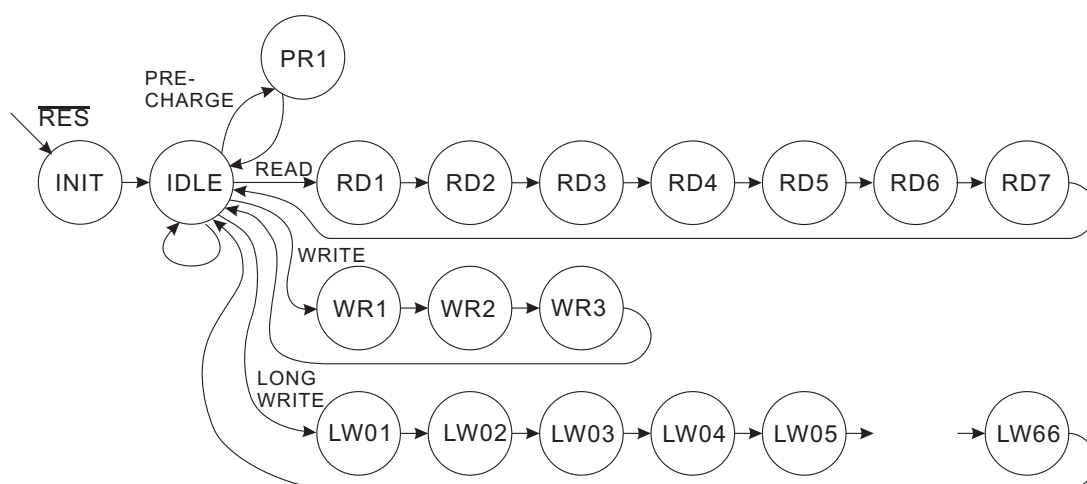 PR1
PRE-
CHARGE
R̅E̅S̅
INIT
IDLE
READ
RD1
RD2
RD3
RD4
RD5
RD6
RD7
WRITE
WR1
WR2
WR3
LONG
WRITE
LW01
LW02
LW03
LW04
LW05
LW66